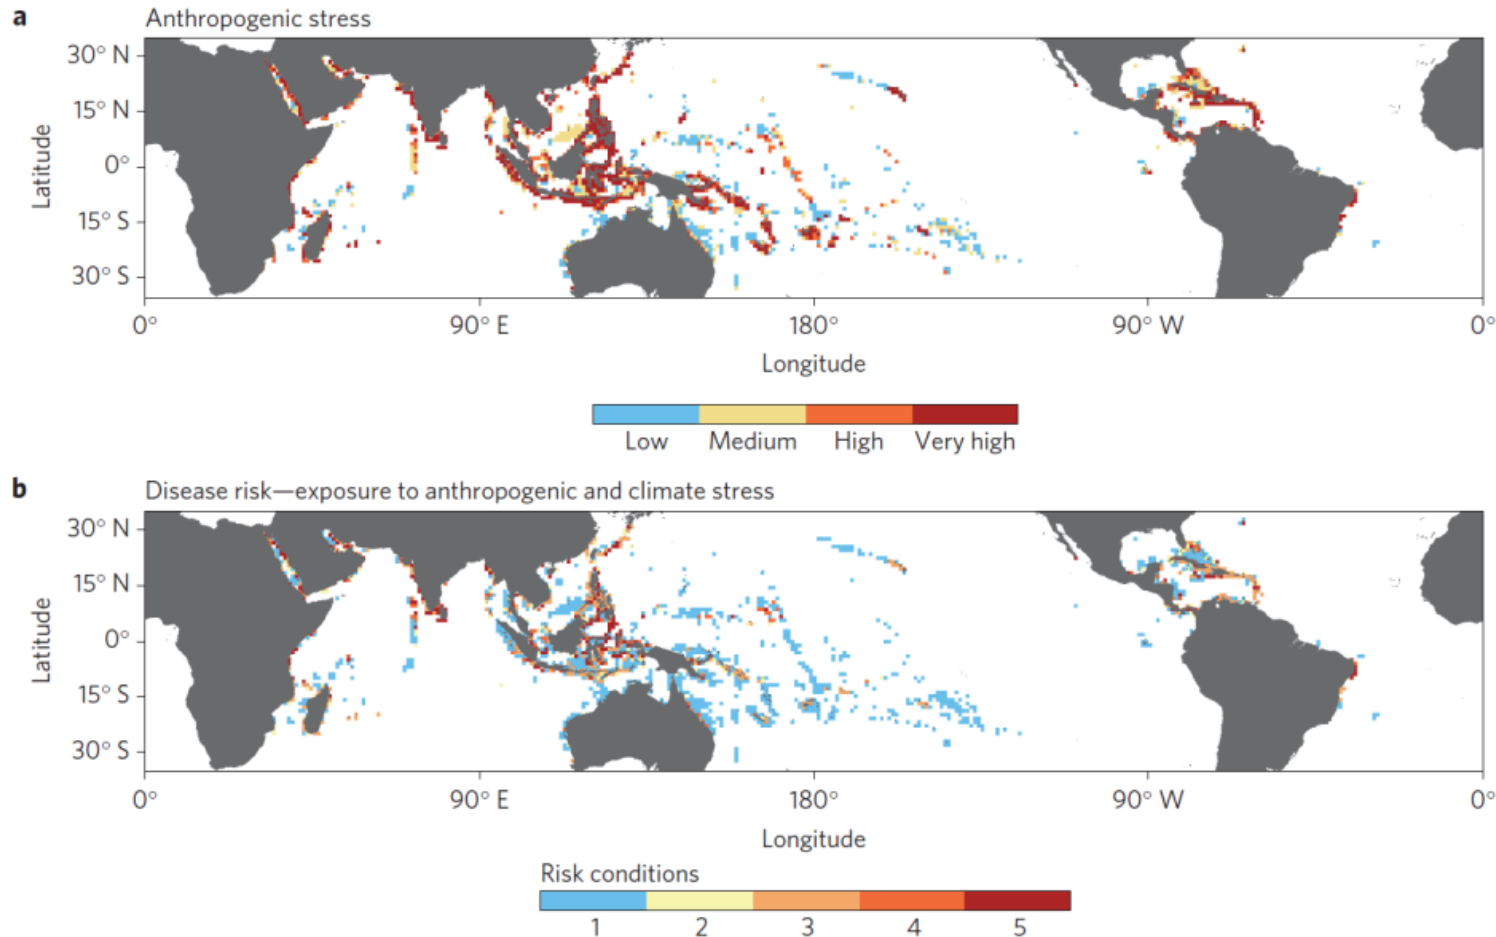 a
Anthropogenic stress
30° N
15° N
0°
15° S
30° S
Latitude
0° 90° E 180° 90° W 0°
Longitude
Low Medium High Very high
b
Disease risk—exposure to anthropogenic and climate stress
30° N
15° N
0°
15° S
30° S
Latitude
0° 90° E 180° 90° W 0°
Longitude
Risk conditions
1 2 3 4 5